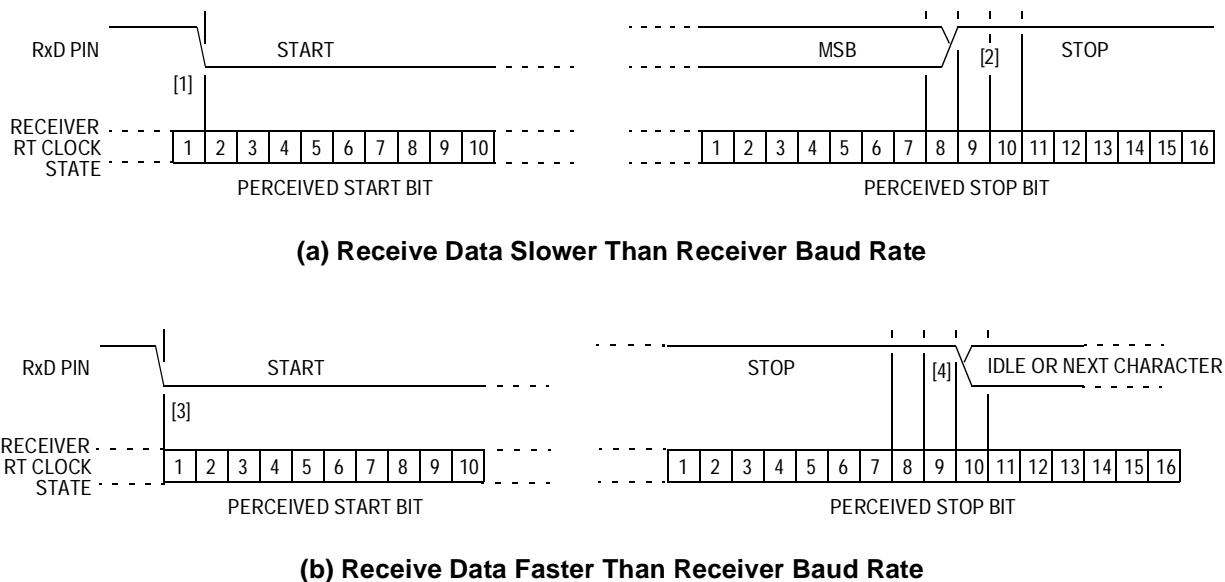 RxD PIN START MSB [2] STOP
[1]
RECEIVER
RT CLOCK
STATE
1 2 3 4 5 6 7 8 9 10 1 2 3 4 5 6 7 8 9 10 11 12 13 14 15 16
PERCEIVED START BIT PERCEIVED STOP BIT
(a) Receive Data Slower Than Receiver Baud Rate
RxD PIN START STOP [4] IDLE OR NEXT CHARACTER
[3]
RECEIVER
RT CLOCK
STATE
1 2 3 4 5 6 7 8 9 10 1 2 3 4 5 6 7 8 9 10 11 12 13 14 15 16
PERCEIVED START BIT PERCEIVED STOP BIT
(b) Receive Data Faster Than Receiver Baud Rate